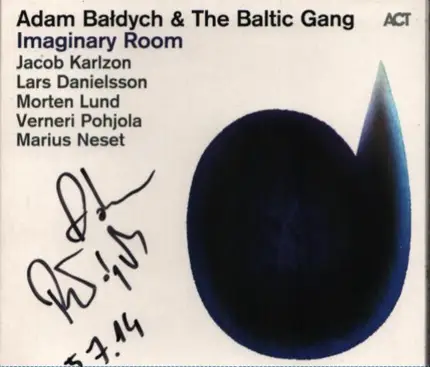 Adam Bałdych & The Baltic Gang
ACT
Imaginary Room
Jacob Karlzon
Lars Danielsson
Morten Lund
Verneri Pohjola
Marius Neset
5.7.14